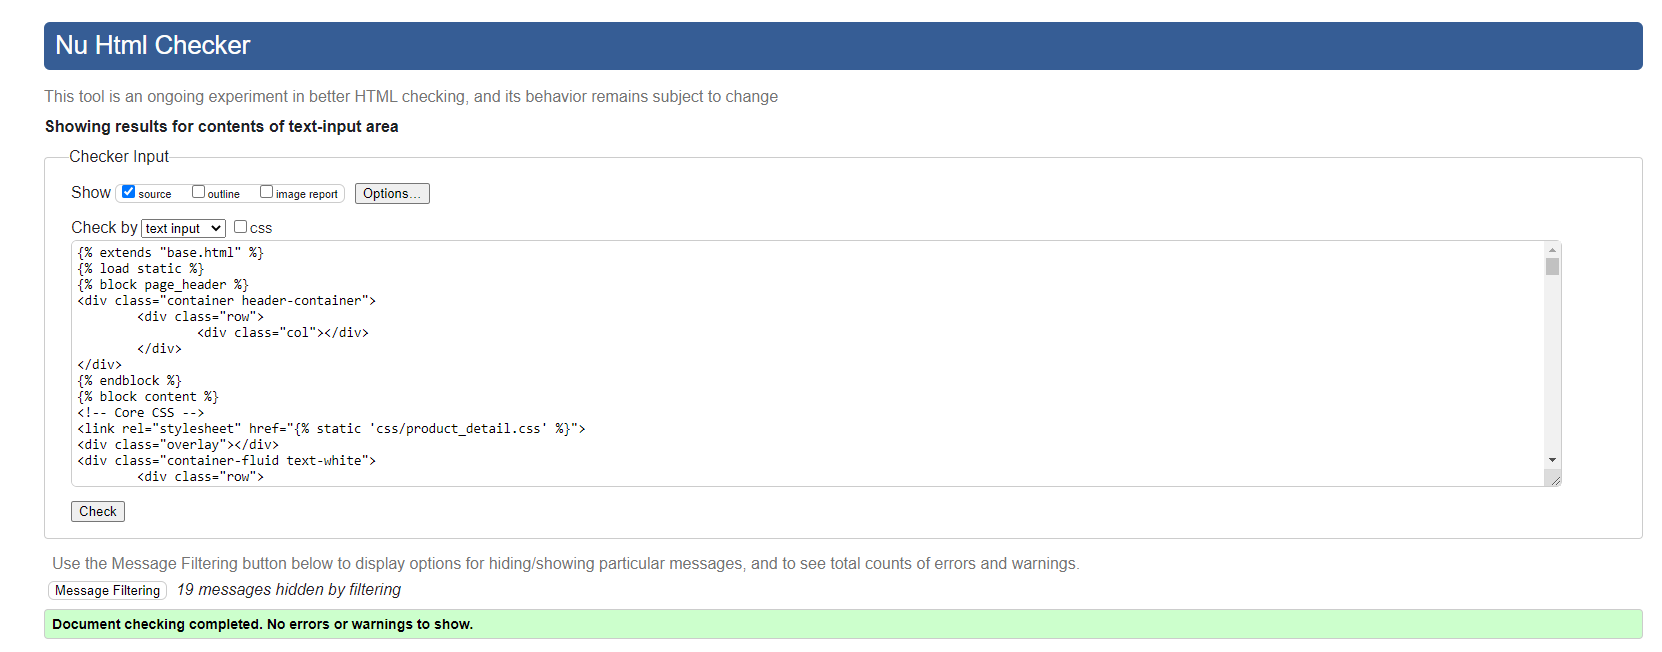 Nu Html Checker
This tool is an ongoing experiment in better HTML checking, and its behavior remains subject to change
Showing results for contents of text-input area
Checker Input
Show source outline image report Options...
Check by text input css
{% extends "base.html" %}
{% load static %}
{% block page_header %}
<div class="container header-container">
        <div class="row">
                <div class="col"></div>
        </div>
</div>
{% endblock %}
{% block content %}
<!-- Core CSS -->
<link rel="stylesheet" href="{% static 'css/product_detail.css' %}">
<div class="overlay"></div>
<div class="container-fluid text-white">
        <div class="row">
Check
Use the Message Filtering button below to display options for hiding/showing particular messages, and to see total counts of errors and warnings.
Message Filtering 19 messages hidden by filtering
Document checking completed. No errors or warnings to show.